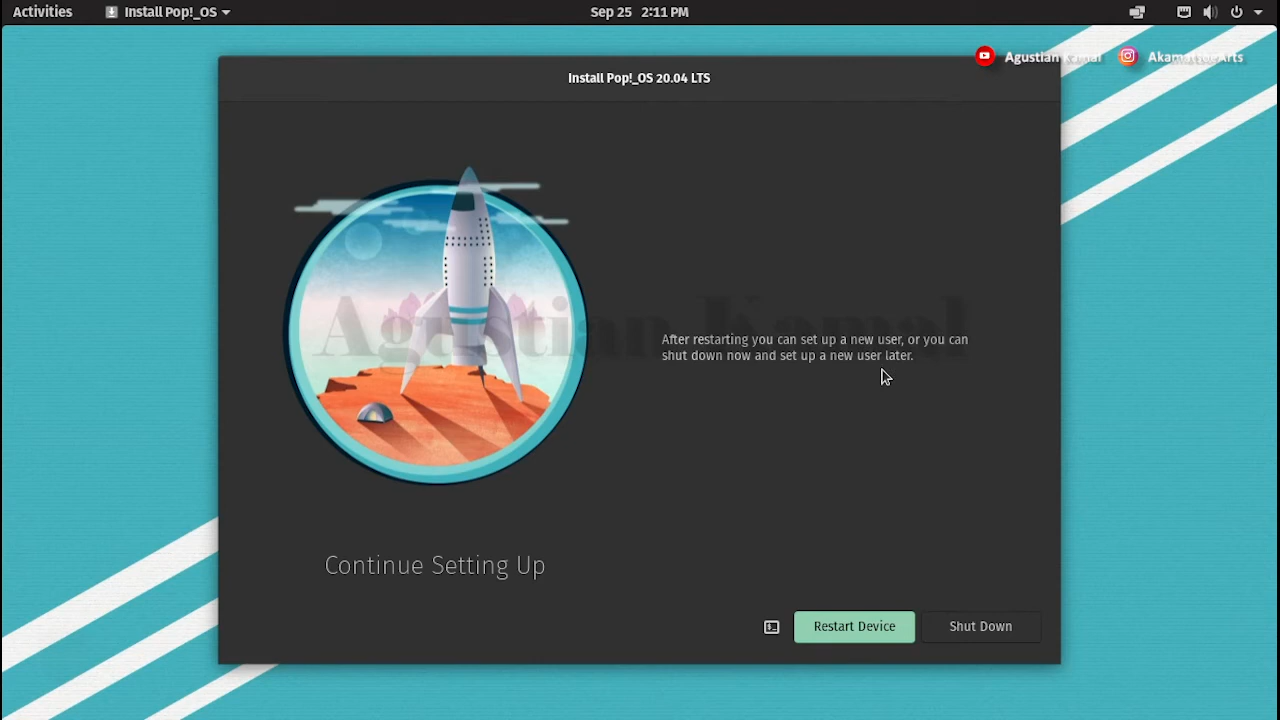 Activities
Install Pop!_OS
Sep 25 2:11 PM
Agustian Kamal
Install Pop!_OS 20.04 LTS
Agustian Kamal
After restarting you can set up a new user, or you can
shut down now and set up a new user later.
Continue Setting Up
Restart Device
Shut Down